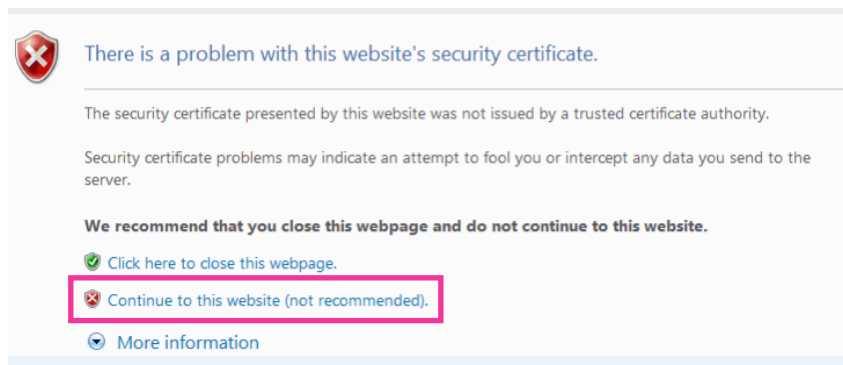 There is a problem with this website's security certificate.
The security certificate presented by this website was not issued by a trusted certificate authority.
Security certificate problems may indicate an attempt to fool you or intercept any data you send to the
server.
We recommend that you close this webpage and do not continue to this website.
Click here to close this webpage.
Continue to this website (not recommended).
More information